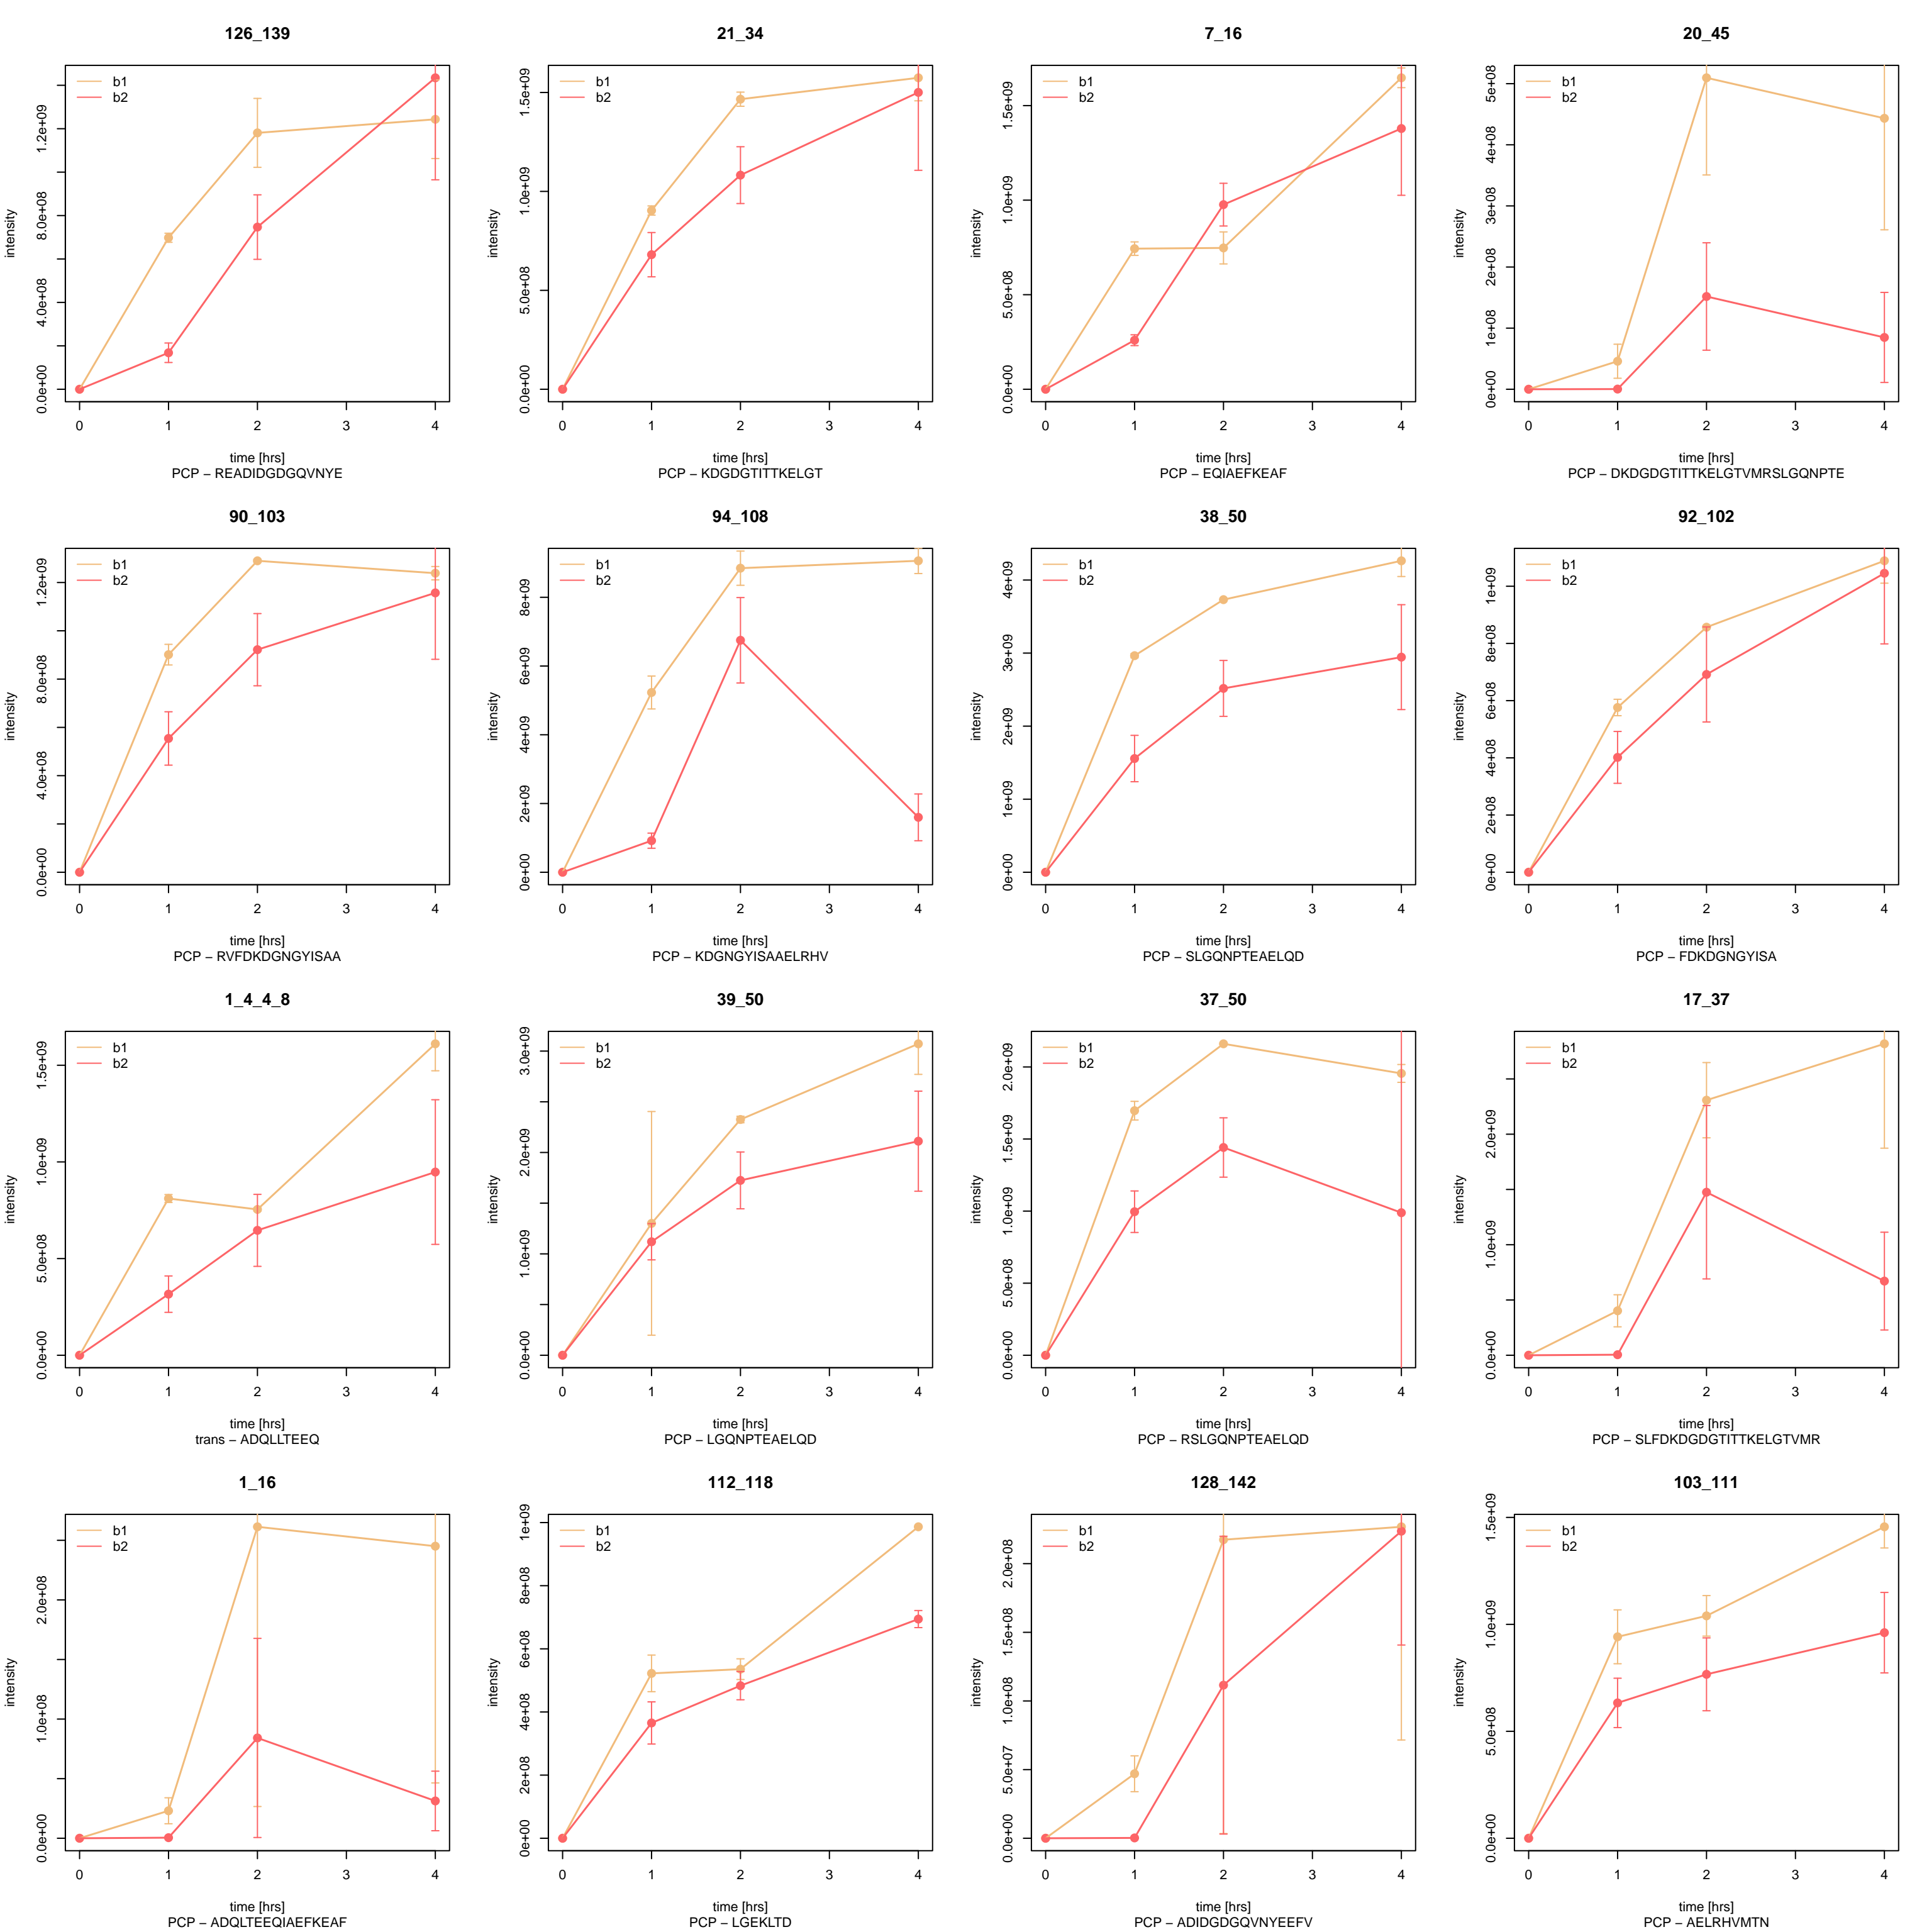 126_139
b1
b2
intensity
0.0e+00 4.0e+08 8.0e+08 1.2e+09
0 1 2 3 4
time [hrs]
PCP – READIDGDGQVNYE
21_34
b1
b2
intensity
0.0e+00 5.0e+08 1.0e+09 1.5e+09
0 1 2 3 4
time [hrs]
PCP – KDGDGTITTKELGT
7_16
b1
b2
intensity
0.0e+00 5.0e+08 1.0e+09 1.5e+09
0 1 2 3 4
time [hrs]
PCP – EQIAEFKEAF
20_45
b1
b2
intensity
0e+00 1e+08 2e+08 3e+08 4e+08 5e+08
0 1 2 3 4
time [hrs]
PCP – DKDGDGTITTKELGTVMRSLGQNPTE
90_103
b1
b2
intensity
0.0e+00 4.0e+08 8.0e+08 1.2e+09
0 1 2 3 4
time [hrs]
PCP – RVFDKDGNGYISAA
94_108
b1
b2
intensity
0e+00 2e+09 4e+09 6e+09 8e+09
0 1 2 3 4
time [hrs]
PCP – KDGNGYISAAELRHV
38_50
b1
b2
intensity
0e+00 1e+09 2e+09 3e+09 4e+09
0 1 2 3 4
time [hrs]
PCP – SLGQNPTEAELQD
92_102
b1
b2
intensity
0e+00 2e+08 4e+08 6e+08 8e+08 1e+09
0 1 2 3 4
time [hrs]
PCP – FDKDGNGYISA
1_4_4_8
b1
b2
intensity
0.0e+00 5.0e+08 1.0e+09 1.5e+09
0 1 2 3 4
time [hrs]
trans – ADQLLTEEQ
39_50
b1
b2
intensity
0.0e+00 1.0e+09 2.0e+09 3.0e+09
0 1 2 3 4
time [hrs]
PCP – LGQNPTEAELQD
37_50
b1
b2
intensity
0.0e+00 5.0e+08 1.0e+09 1.5e+09 2.0e+09
0 1 2 3 4
time [hrs]
PCP – RSLGQNPTEAELQD
17_37
b1
b2
intensity
0.0e+00 1.0e+09 2.0e+09
0 1 2 3 4
time [hrs]
PCP – SLFDKDGDGTITTKELGTVMR
1_16
b1
b2
intensity
0.0e+00 1.0e+08 2.0e+08
0 1 2 3 4
time [hrs]
PCP – ADQLTEEQIAEFKEAF
112_118
b1
b2
intensity
0e+00 2e+08 4e+08 6e+08 8e+08 1e+09
0 1 2 3 4
time [hrs]
PCP – LGEKLTD
128_142
b1
b2
intensity
0.0e+00 5.0e+07 1.0e+08 1.5e+08 2.0e+08
0 1 2 3 4
time [hrs]
PCP – ADIDGDGQVNYEEFV
103_111
b1
b2
intensity
0.0e+00 5.0e+08 1.0e+09 1.5e+09
0 1 2 3 4
time [hrs]
PCP – AELRHVMTN